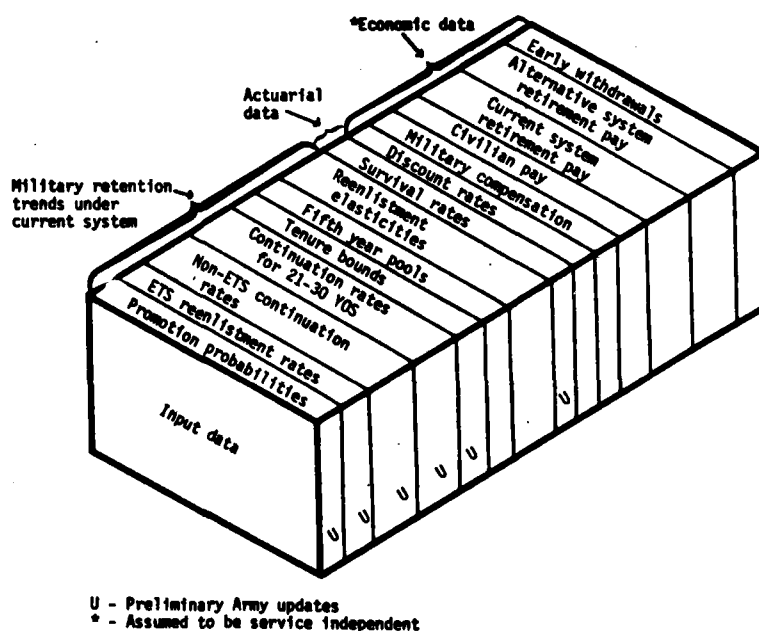 *Economic data
Actuarial
data
Military retention
trends under
current system
Early withdrawals
Alternative system
retirement pay
Current system
retirement pay
Civilian pay
Military compensation
Discount rates
Survival rates
Reenlistment
elasticities
Fifth year pools
Tenure bounds
Continuation rates
for 21-30 YOS
Non-ETS continuation
rates
ETS reenlistment rates
Promotion probabilities
Input data
U
U
U
U
U
U
U - Preliminary Army updates
* - Assumed to be service independent